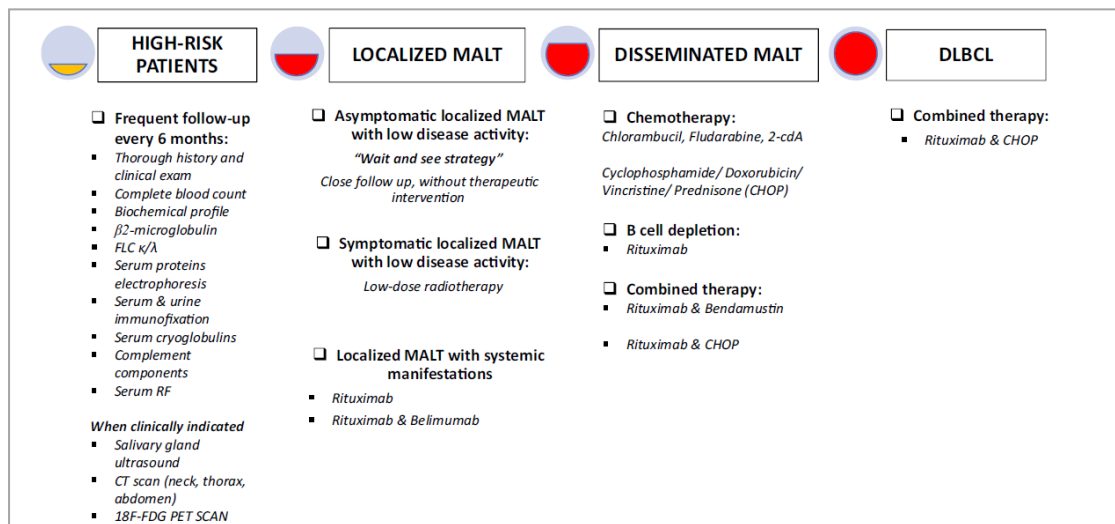 HIGH-RISK
PATIENTS
❑ Frequent follow-up
every 6 months:
▪ Thorough history and
clinical exam
▪ Complete blood count
▪ Biochemical profile
▪ β2-microglobulin
▪ FLC κ/λ
▪ Serum proteins
electrophoresis
▪ Serum & urine
immunofixation
▪ Serum cryoglobulins
▪ Complement
components
▪ Serum RF
When clinically indicated
▪ Salivary gland
ultrasound
▪ CT scan (neck, thorax,
abdomen)
▪ 18F-FDG PET SCAN
LOCALIZED MALT
❑ Asymptomatic localized MALT
with low disease activity:
“Wait and see strategy”
Close follow up, without therapeutic
intervention
❑ Symptomatic localized MALT
with low disease activity:
Low-dose radiotherapy
❑ Localized MALT with systemic
manifestations
▪ Rituximab
▪ Rituximab & Belimumab
DISSEMINATED MALT
❑ Chemotherapy:
Chlorambucil, Fludarabine, 2-cdA
Cyclophosphamide/ Doxorubicin/
Vincristine/ Prednisone (CHOP)
❑ B cell depletion:
▪ Rituximab
❑ Combined therapy:
▪ Rituximab & Bendamustin
▪ Rituximab & CHOP
DLBCL
❑ Combined therapy:
▪ Rituximab & CHOP